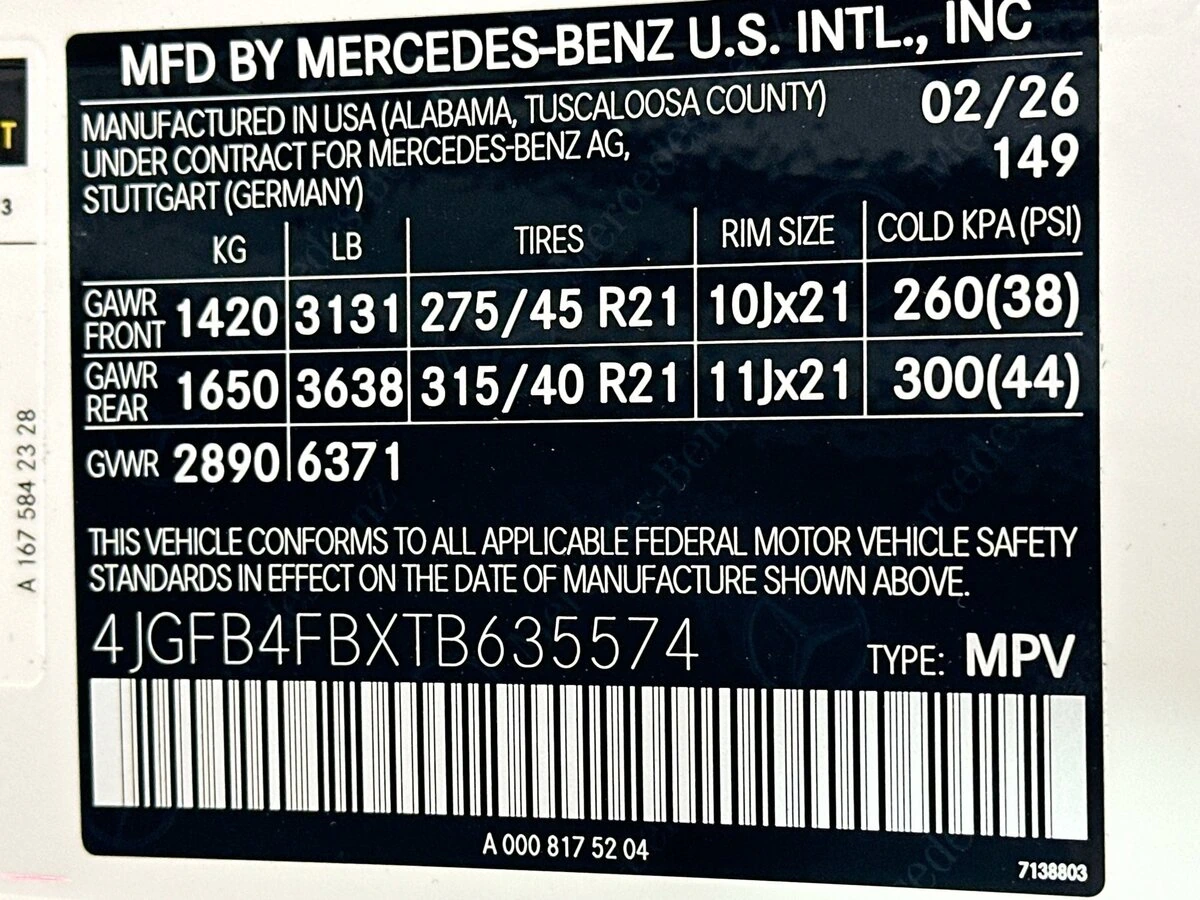 MFD BY MERCEDES-BENZ U.S. INTL., INC
MANUFACTURED IN USA (ALABAMA, TUSCALOOSA COUNTY) 02/26
UNDER CONTRACT FOR MERCEDES-BENZ AG, 149
STUTTGART (GERMANY)
KG LB TIRES RIM SIZE COLD KPA (PSI)
GAWR FRONT 1420 3131 275/45 R21 10Jx21 260(38)
GAWR REAR 1650 3638 315/40 R21 11Jx21 300(44)
GVWR 2890 6371
THIS VEHICLE CONFORMS TO ALL APPLICABLE FEDERAL MOTOR VEHICLE SAFETY
STANDARDS IN EFFECT ON THE DATE OF MANUFACTURE SHOWN ABOVE.
4JGFB4FBXTB635574 TYPE: MPV
A 000 817 52 04
7138803
A 167 584 23 28
T
3